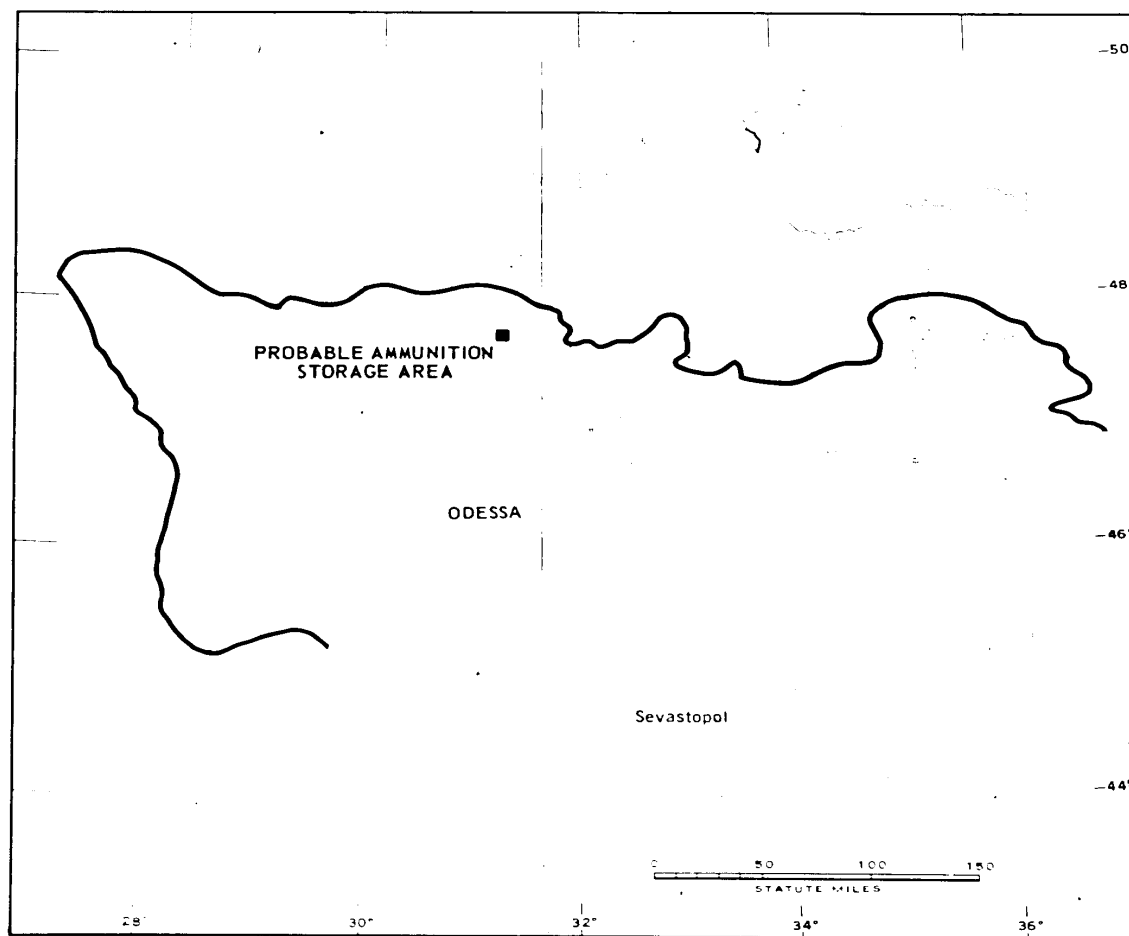 -50
-48
PROBABLE AMMUNITION
STORAGE AREA
ODESSA
-46°
Sevastopol
-44°
0 50 100 150
STATUTE MILES
28° 30° 32° 34° 36°